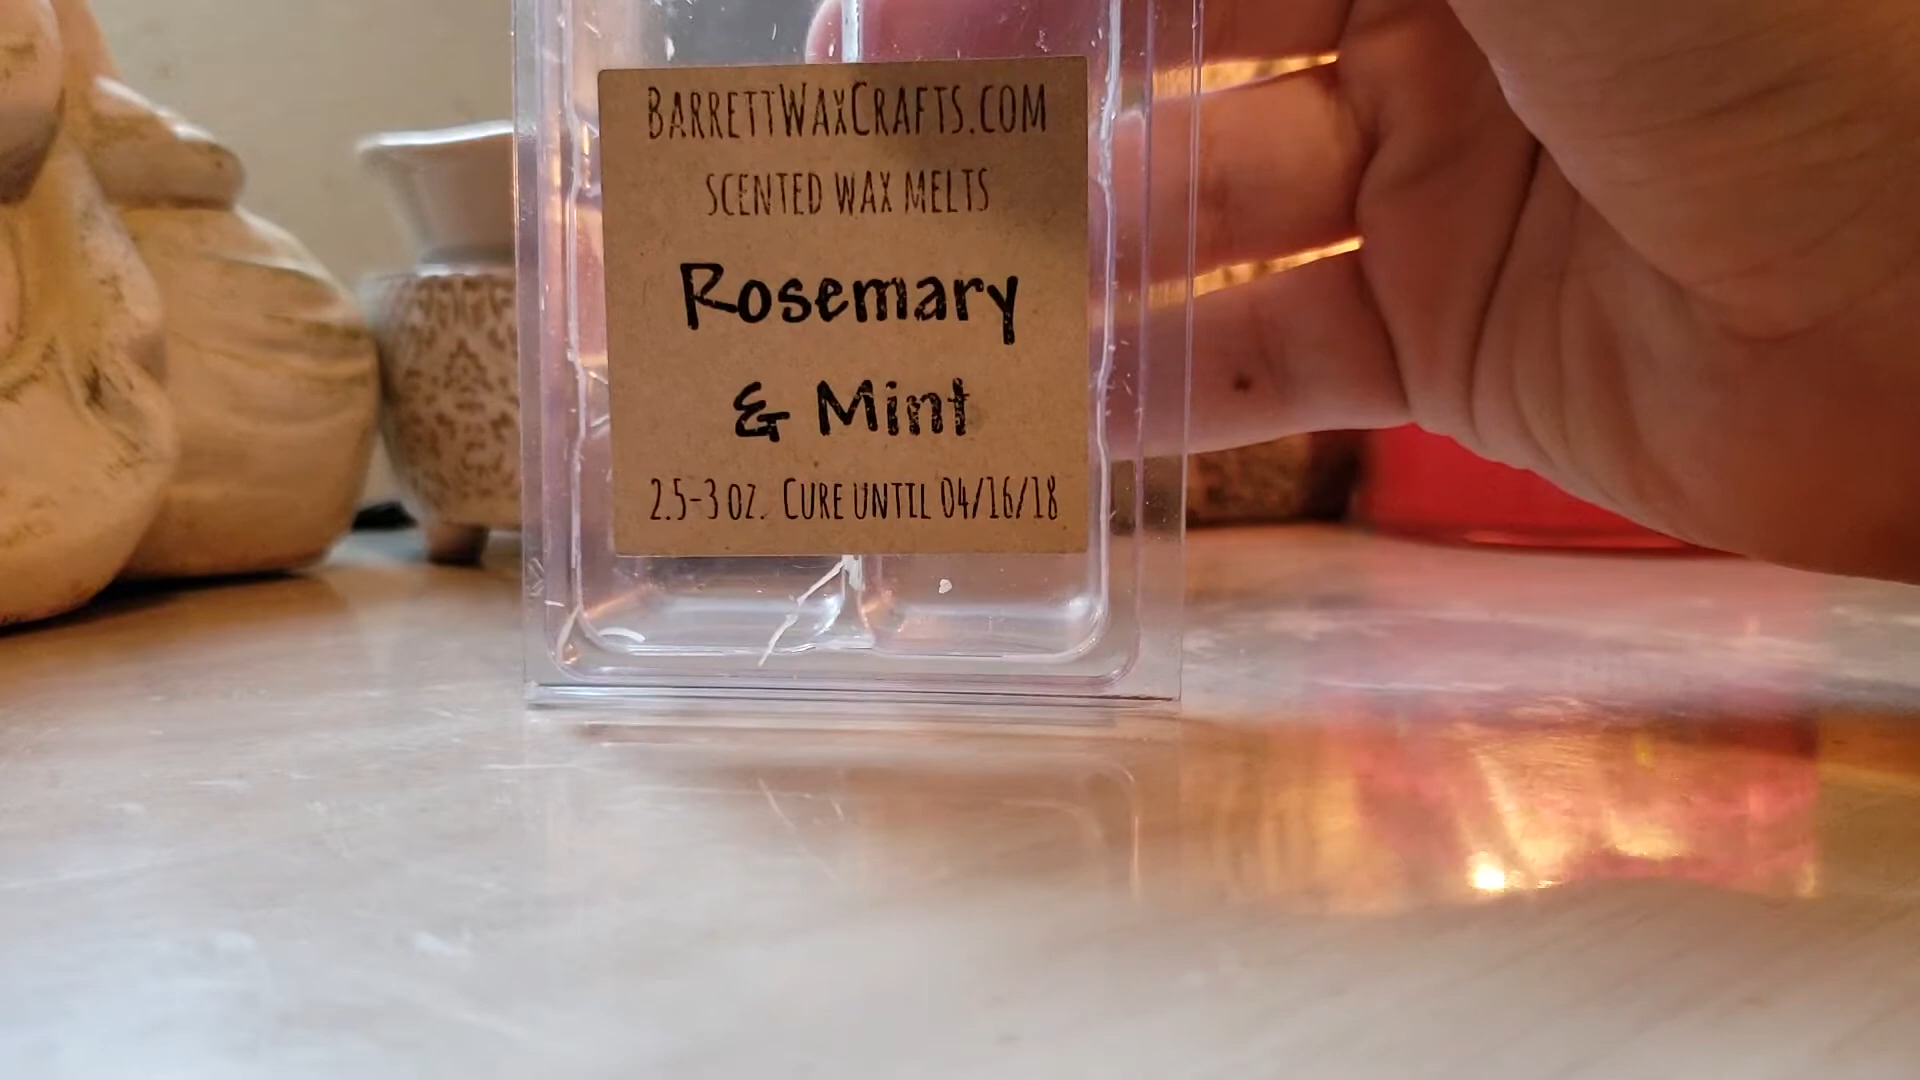 BARRETTWAXCRAFTS.COM
SCENTED WAX MELTS
Rosemary
& Mint
2.5-3 OZ. CURE UNTIL 04/16/18